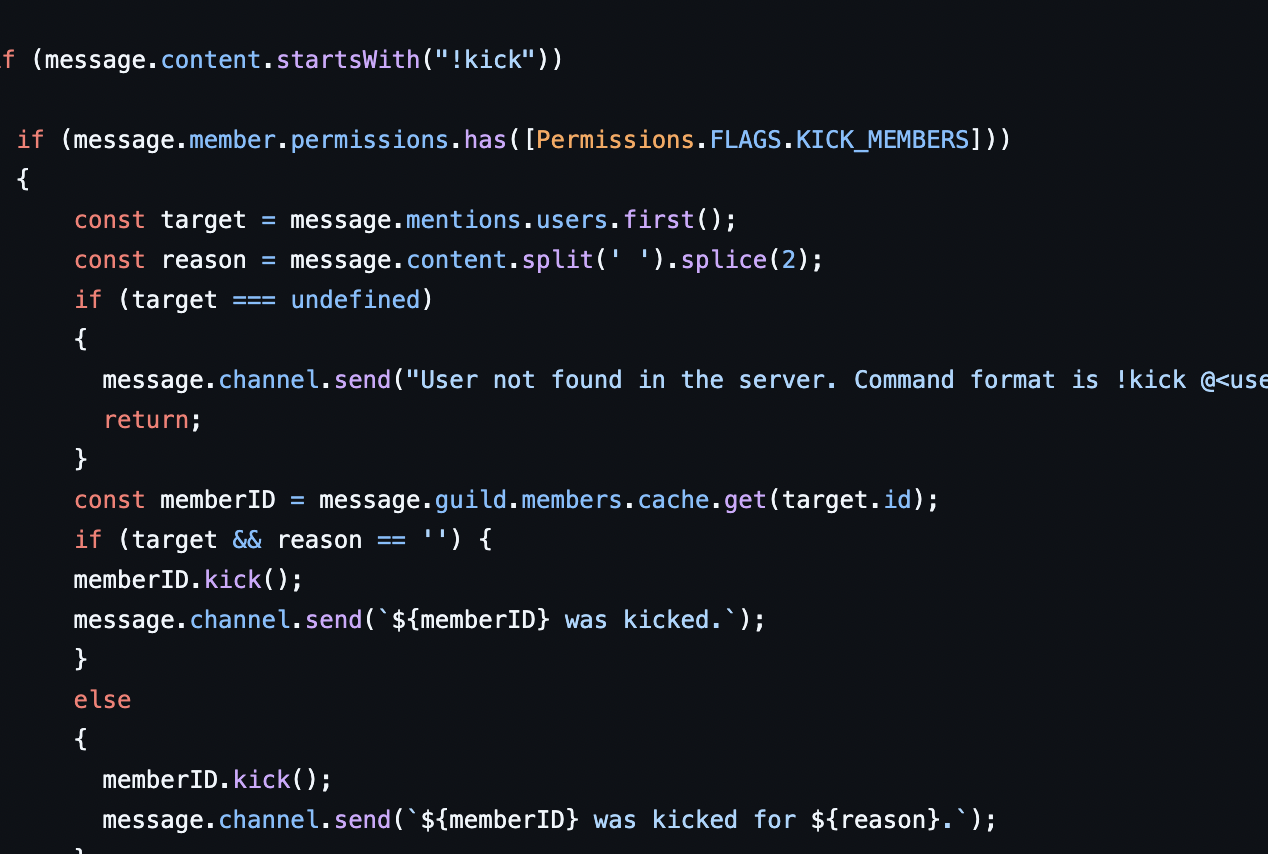 if (message.content.startsWith("!kick"))
if (message.member.permissions.has([Permissions.FLAGS.KICK_MEMBERS]))
{
const target = message.mentions.users.first();
const reason = message.content.split(' ').splice(2);
if (target === undefined)
{
message.channel.send("User not found in the server. Command format is !kick @<use
return;
}
const memberID = message.guild.members.cache.get(target.id);
if (target && reason == '') {
memberID.kick();
message.channel.send(`${memberID} was kicked.`);
}
else
{
memberID.kick();
message.channel.send(`${memberID} was kicked for ${reason}.`);
}